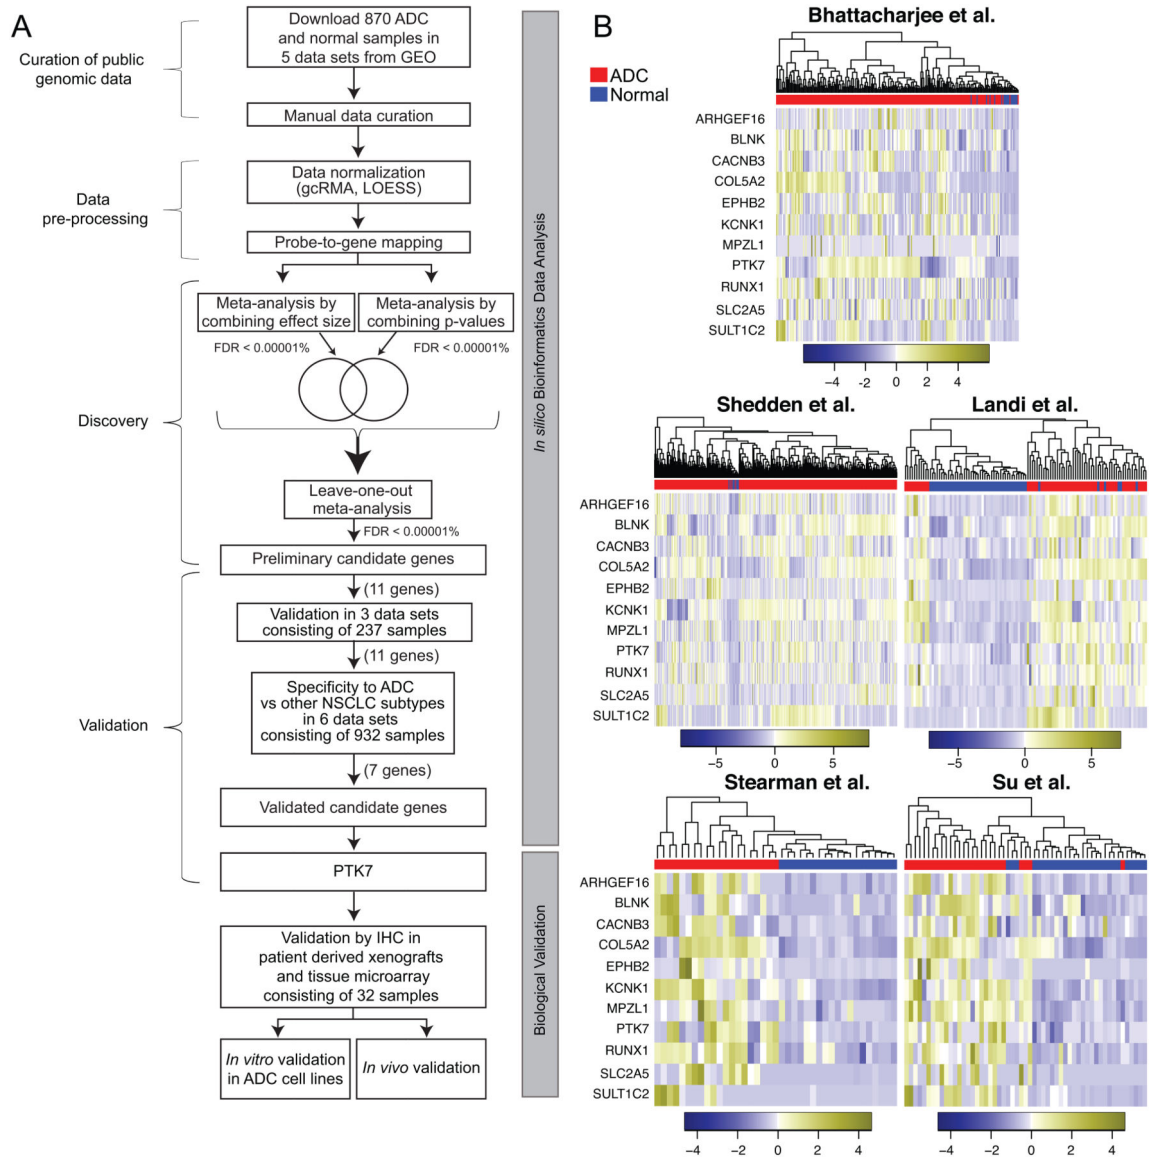 A
Curation of public
genomic data
Download 870 ADC
and normal samples in
5 data sets from GEO
Manual data curation
Data
pre-processing
Data normalization
(gcRMA, LOESS)
Probe-to-gene mapping
Discovery
Meta-analysis by
combining effect size
Meta-analysis by
combining p-values
FDR < 0.00001%
FDR < 0.00001%
Leave-one-out
meta-analysis
FDR < 0.00001%
Preliminary candidate genes
(11 genes)
Validation
Validation in 3 data sets
consisting of 237 samples
(11 genes)
Specificity to ADC
vs other NSCLC subtypes
in 6 data sets
consisting of 932 samples
(7 genes)
Validated candidate genes
PTK7
Validation by IHC in
patient derived xenografts
and tissue microarray
consisting of 32 samples
In vitro validation
in ADC cell lines
In vivo validation
In silico Bioinformatics Data Analysis
Biological Validation
B
ADC
Normal
Bhattacharjee et al.
ARHGEF16
BLNK
CACNB3
COL5A2
EPHB2
KCNK1
MPZL1
PTK7
RUNX1
SLC2A5
SULT1C2
−4 -2 0 2 4
Shedden et al.
Landi et al.
ARHGEF16
BLNK
CACNB3
COL5A2
EPHB2
KCNK1
MPZL1
PTK7
RUNX1
SLC2A5
SULT1C2
−5 0 5
−5 0 5
Stearman et al.
Su et al.
ARHGEF16
BLNK
CACNB3
COL5A2
EPHB2
KCNK1
MPZL1
PTK7
RUNX1
SLC2A5
SULT1C2
−4 −2 0 2 4
−4 −2 0 2 4